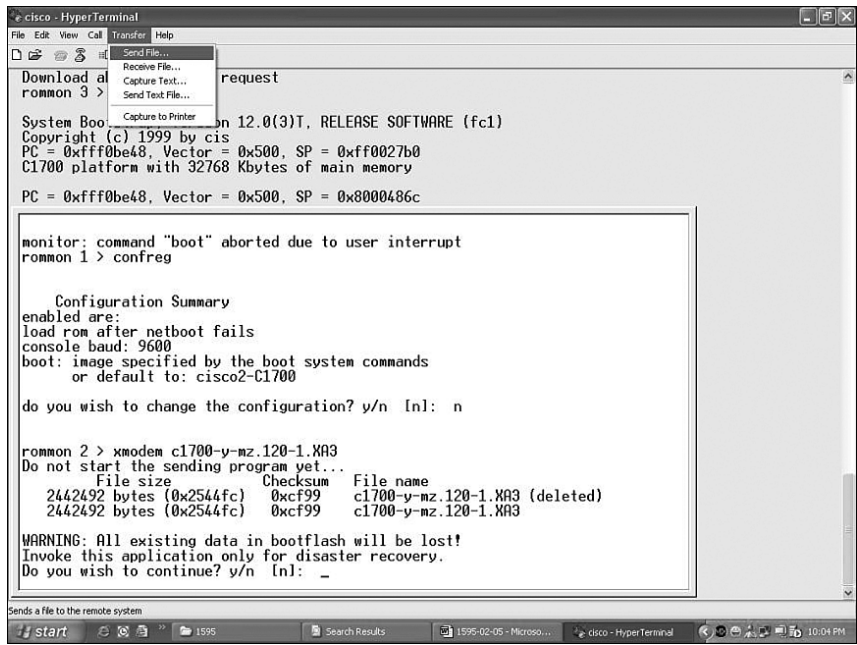 cisco - HyperTerminal
File Edit View Call Transfer Help
Send File...
Receive File...
Capture Text...
Send Text File...
Capture to Printer
Download a request
rommon 3 >
System Boo on 12.0(3)T, RELEASE SOFTWARE (fc1)
Copyright (c) 1999 by cis
PC = 0xfff0be48, Vector = 0x500, SP = 0xff0027b0
C1700 platform with 32768 Kbytes of main memory
PC = 0xfff0be48, Vector = 0x500, SP = 0x8000486c
monitor: command "boot" aborted due to user interrupt
rommon 1 > confreg
Configuration Summary
enabled are:
load rom after netboot fails
console baud: 9600
boot: image specified by the boot system commands
or default to: cisco2-C1700
do you wish to change the configuration? y/n [n]: n
rommon 2 > xmodem c1700-y-mz.120-1.XA3
Do not start the sending program yet...
File size Checksum File name
2442492 bytes (0x2544fc) 0xcf99 c1700-y-mz.120-1.XA3 (deleted)
2442492 bytes (0x2544fc) 0xcf99 c1700-y-mz.120-1.XA3
WARNING: All existing data in bootflash will be lost!
Invoke this application only for disaster recovery.
Do you wish to continue? y/n [n]: _
Sends a file to the remote system
start 1595 Search Results 1595-02-05 - Microso... cisco - HyperTerminal 10:04 PM